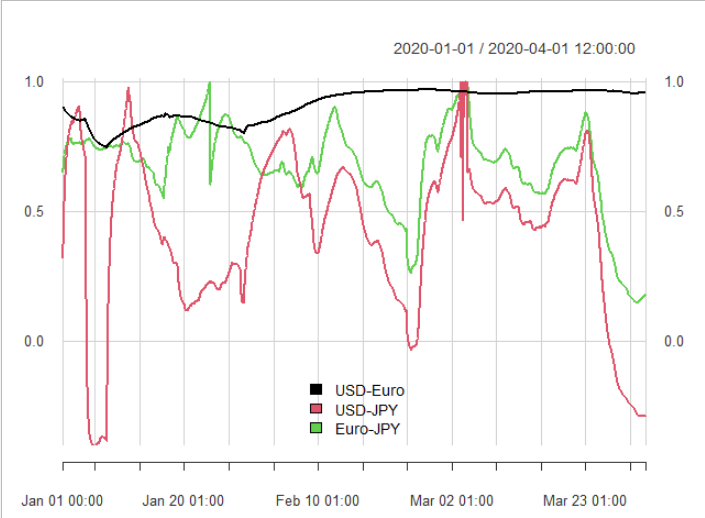 2020-01-01 / 2020-04-01 12:00:00
1.0 1.0
0.5 0.5
0.0 0.0
USD-Euro
USD-JPY
Euro-JPY
Jan 01 00:00 Jan 20 01:00 Feb 10 01:00 Mar 02 01:00 Mar 23 01:00